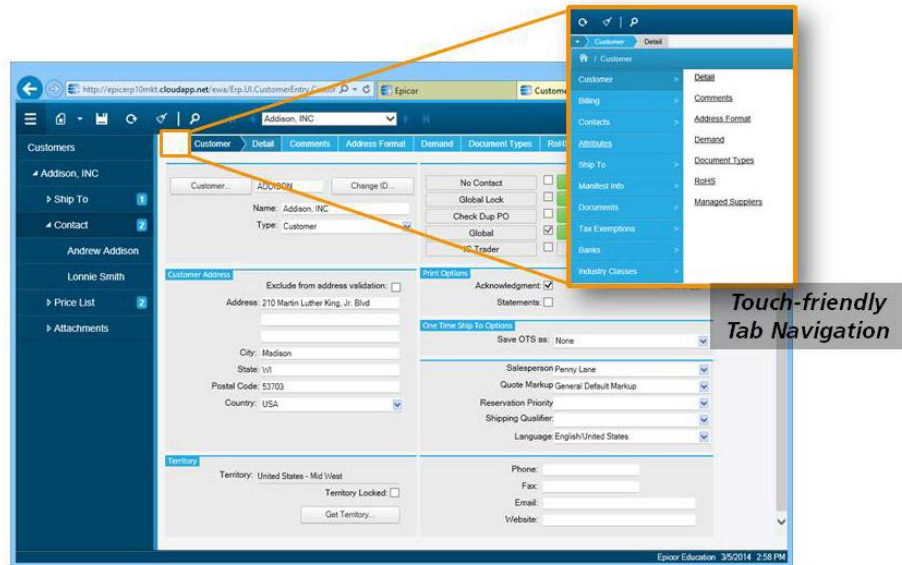 Customer Detail
/ Customer
Customer > Detail
Billing > Comments
Contacts > Address Format
Attributes Demand
Ship To > Document Types
Manifest Info > RoHS
Documents > Managed Suppliers
Tax Exemptions >
Banks >
Industry Classes >
Touch-friendly
Tab Navigation
cloudapp.net/ewa/Erp.UI.CustomerEntry
Epicor
Addison, INC
Customers
Customer Detail Comments Address Format Demand Document Types
Addison, INC
Ship To 1
Contact 2
Andrew Addison
Lonnie Smith
Price List 2
Attachments
Customer... ADDISON Change ID...
Name: Addison, INC
Type: Customer
No Contact
Global Lock
Check Dup PO
Global
Customer Address
Exclude from address validation:
Address: 210 Martin Luther King, Jr. Blvd
City: Madison
State: WI
Postal Code: 53703
Country: USA
Print Options
Acknowledgment:
Statements:
One Time Ship To Options
Save OTS as: None
Salesperson Penny Lane
Quote Markup General Default Markup
Reservation Priority
Shipping Qualifier:
Language: English/United States
Territory
Territory: United States - Mid West
Territory Locked:
Get Territory...
Phone:
Fax:
Email:
Website:
Epicor Education 3/5/2014 2:58 PM